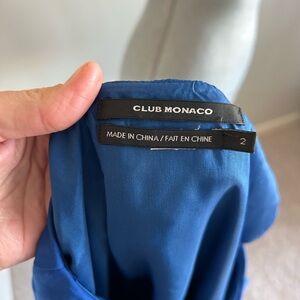 CLUB MONACO
MADE IN CHINA / FAIT EN CHINE 2